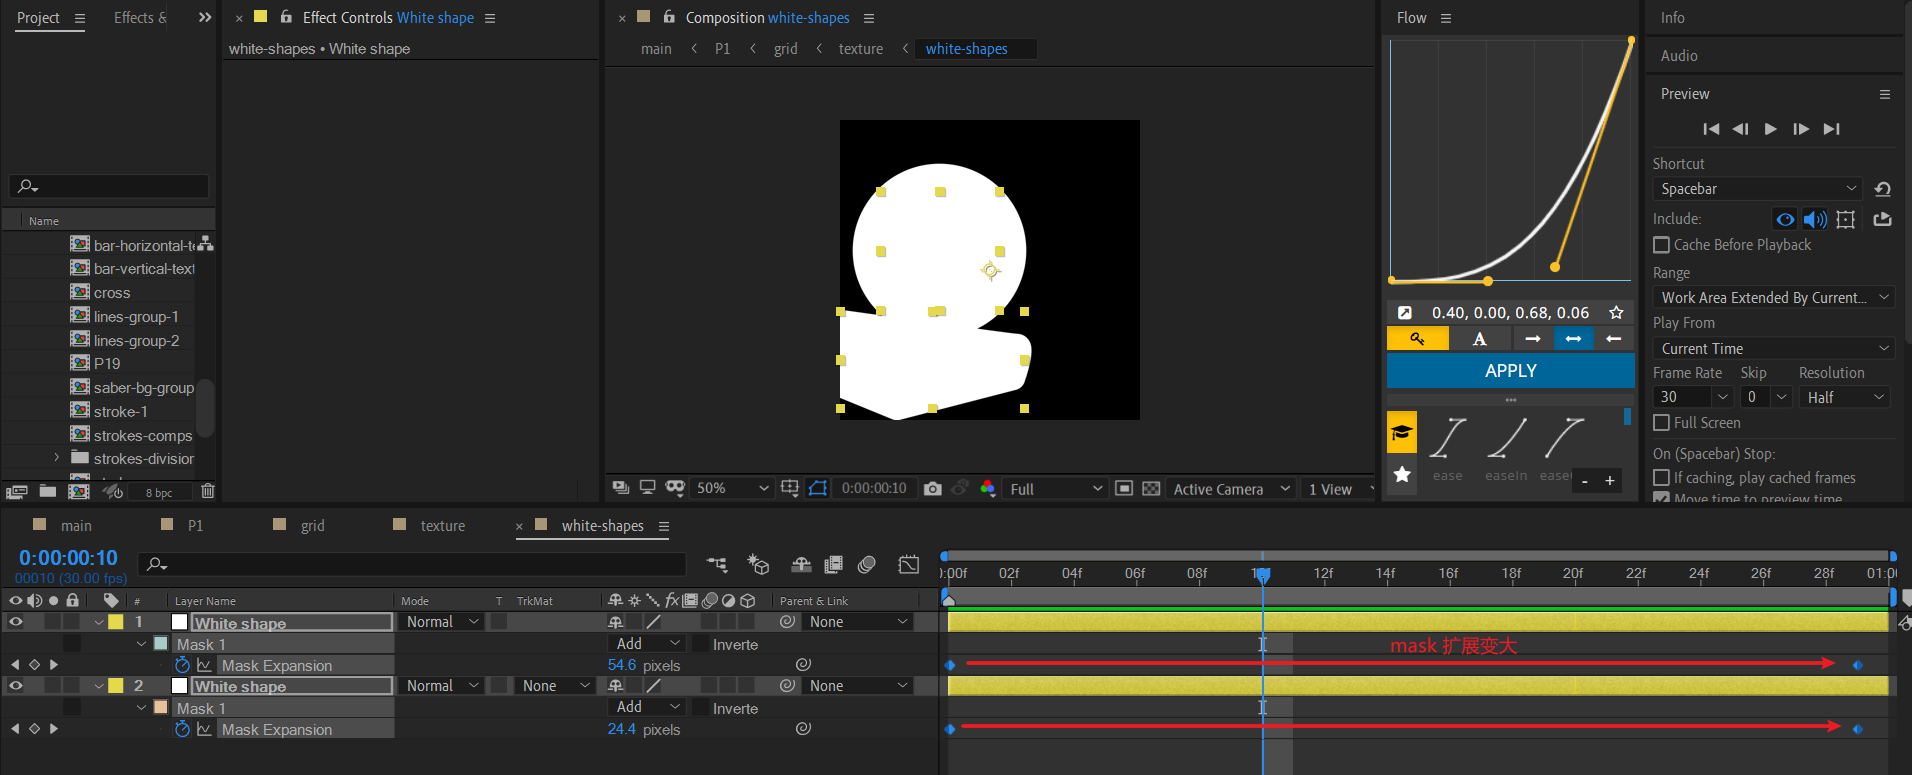 Project
Effects &
Effect Controls White shape
Composition white-shapes
Flow
Info
white-shapes • White shape
main
P1
grid
texture
white-shapes
Audio
Preview
Shortcut
Spacebar
Include:
Cache Before Playback
Range
Work Area Extended By Current...
Play From
Current Time
Frame Rate
Skip
Resolution
30
0
Half
Full Screen
On (Spacebar) Stop:
If caching, play cached frames
Move time to preview time
Name
bar-horizontal-te
bar-vertical-text
cross
lines-group-1
lines-group-2
P19
saber-bg-group
stroke-1
strokes-comps
strokes-division
8 bpc
50%
0:00:00:10
Full
Active Camera
1 View
0.40, 0.00, 0.68, 0.06
A
APPLY
ease
easeIn
ease
- +
main
P1
grid
texture
white-shapes
0:00:00:10
00010 (30.00 fps)
:00f
02f
04f
06f
08f
12f
14f
16f
18f
20f
22f
24f
26f
28f
01:0
#
Layer Name
Mode
T
TrkMat
fx
Parent & Link
1
White shape
Normal
None
Mask 1
Add
Inverte
mask 扩展变大
Mask Expansion
54.6 pixels
2
White shape
Normal
None
None
Mask 1
Add
Inverte
Mask Expansion
24.4 pixels